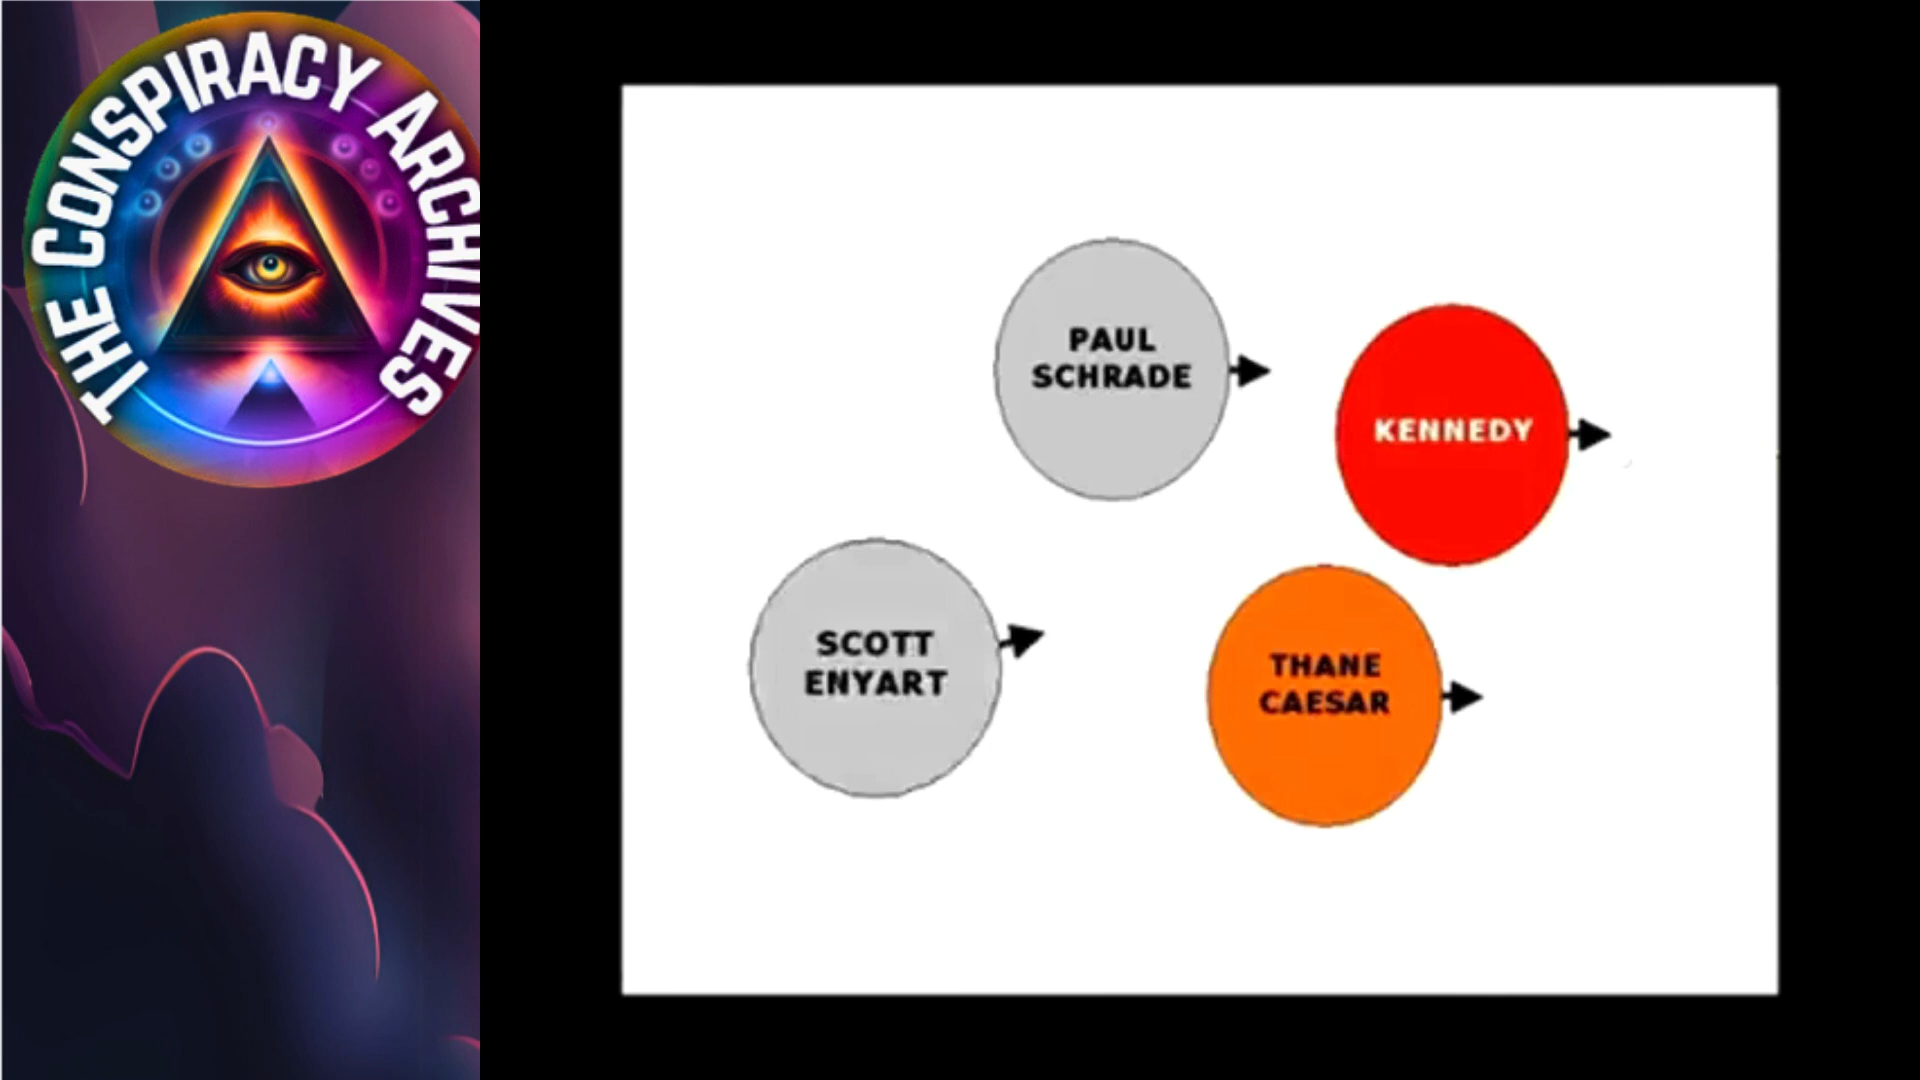 THE CONSPIRACY ARCHIVES
PAUL
SCHRADE
KENNEDY
SCOTT
ENYART
THANE
CAESAR